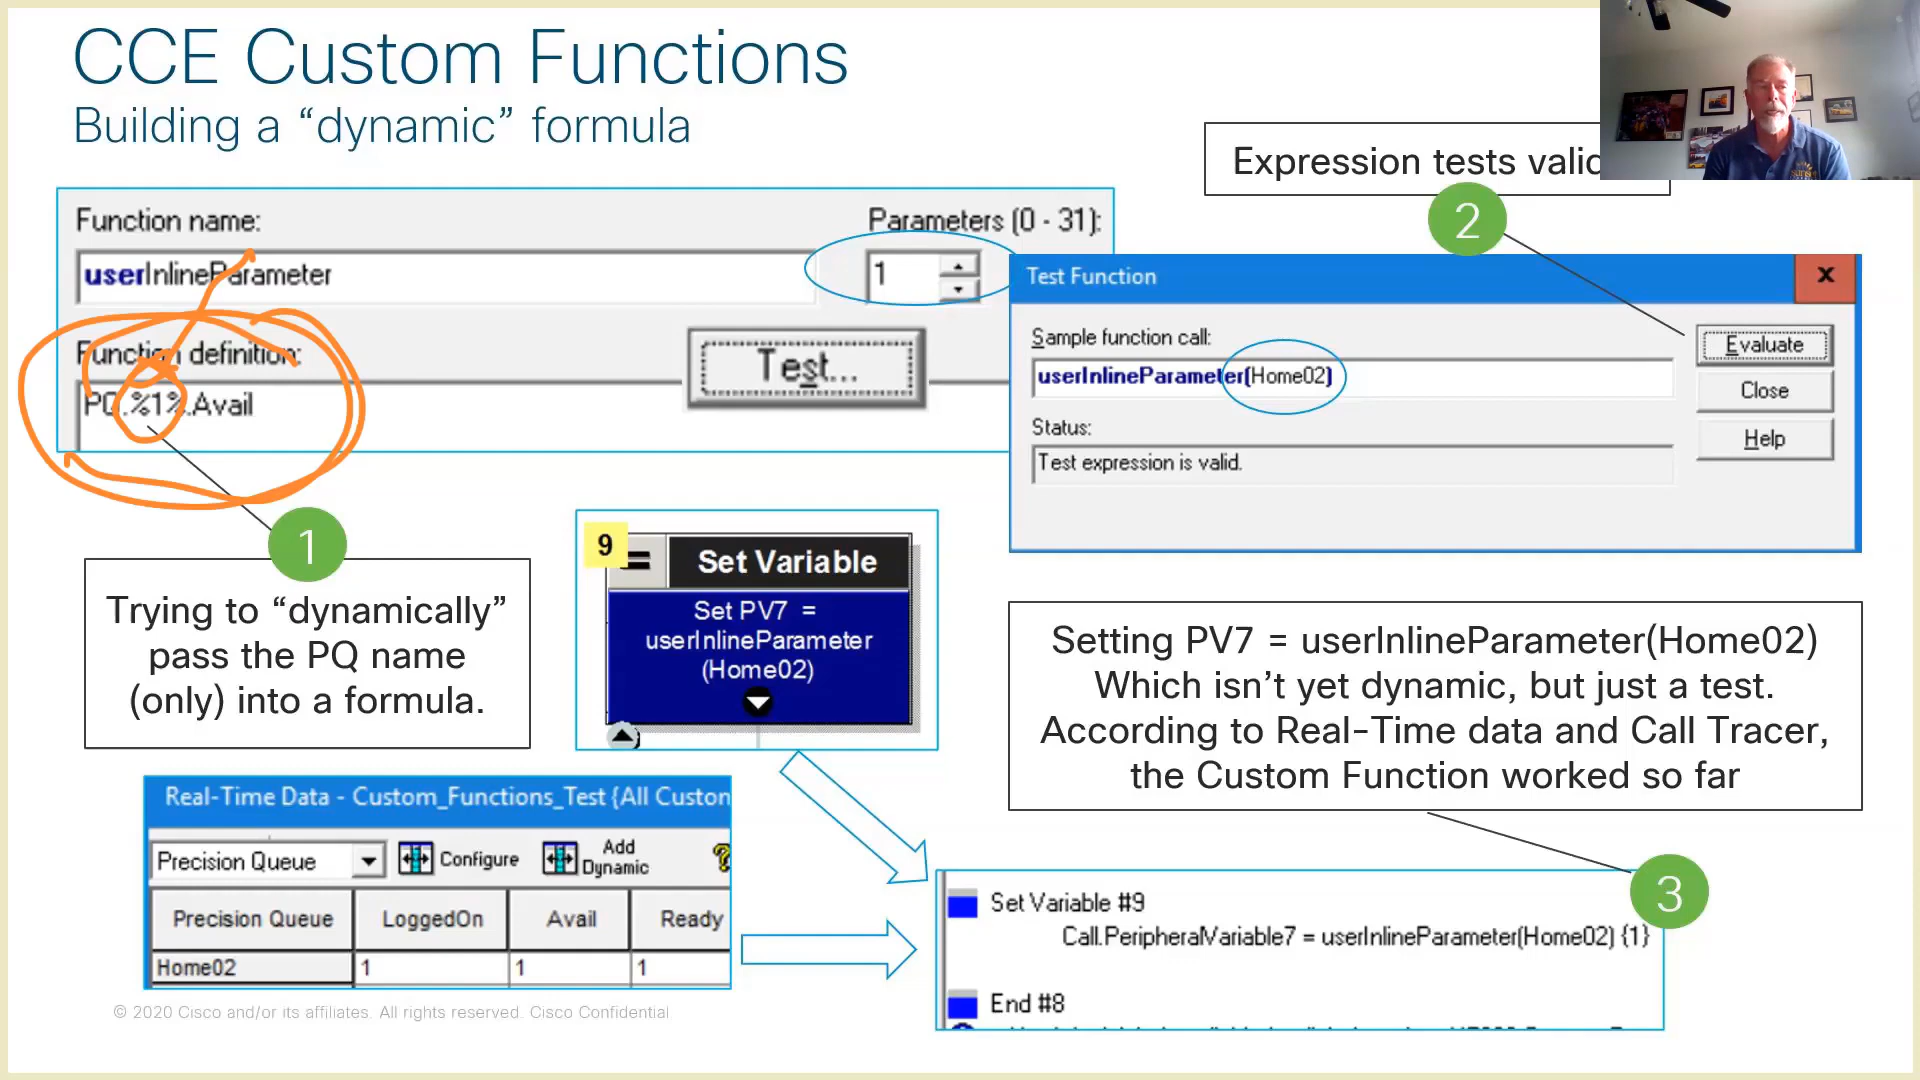 CCE Custom Functions
Building a “dynamic” formula
Function name:
Parameters (0 - 31):
userInlineParameter
1
Function definition:
PQ.%1%.Avail
Test...
Expression tests valid
2
Test Function
x
Sample function call:
userInlineParameter(Home02)
Evaluate
Close
Help
Status:
Test expression is valid.
1
Trying to “dynamically”
pass the PQ name
(only) into a formula.
9
=
Set Variable
Set PV7 =
userInlineParameter
(Home02)
Setting PV7 = userInlineParameter(Home02)
Which isn’t yet dynamic, but just a test.
According to Real-Time data and Call Tracer,
the Custom Function worked so far
3
Real-Time Data - Custom_Functions_Test {All Custom
Precision Queue
Configure
Add
Dynamic
?
Precision Queue LoggedOn Avail Ready
Home02 1 1 1
Set Variable #9
Call.PeripheralVariable7 = userInlineParameter(Home02) {1}
End #8
© 2020 Cisco and/or its affiliates. All rights reserved. Cisco Confidential